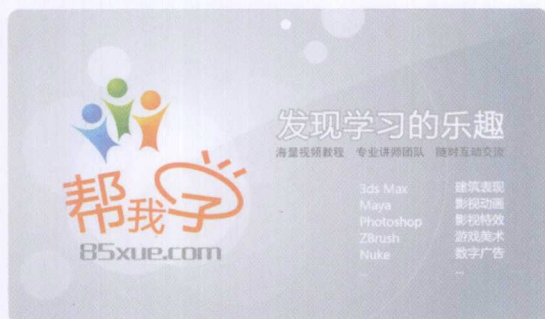 帮我学
85xue.com
发现学习的乐趣
海量视频教程 专业讲师团队 随时互动交流
3ds Max 建筑表现
Maya 影视动画
Photoshop 影视特效
ZBrush 游戏美术
Nuke 数字广告
... ...